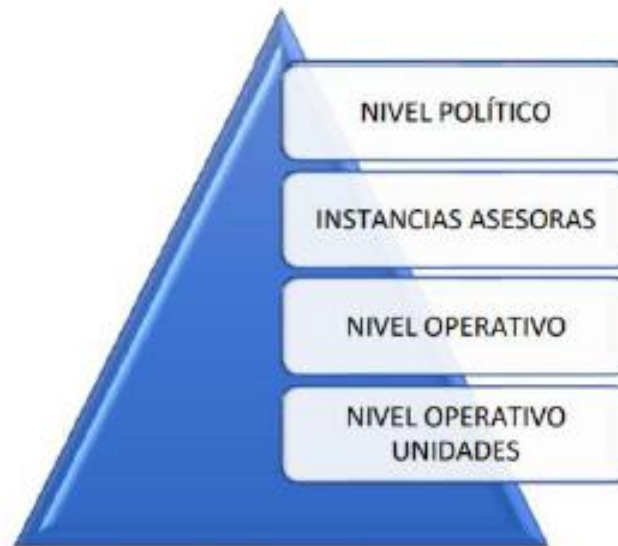 NIVEL POLÍTICO
INSTANCIAS ASESORAS
NIVEL OPERATIVO
NIVEL OPERATIVO
UNIDADES